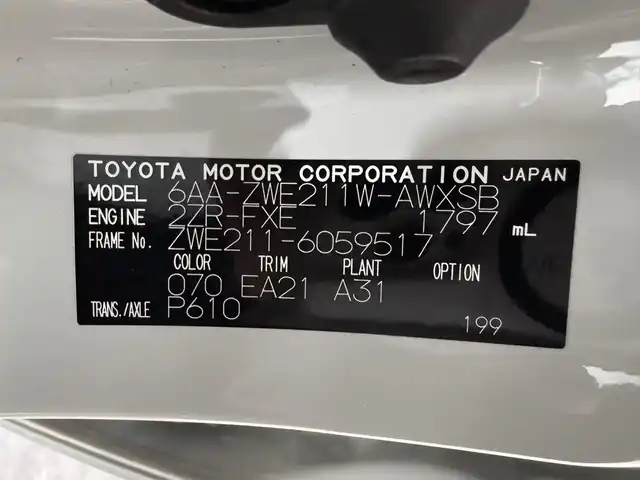 TOYOTA MOTOR CORPORATION JAPAN
MODEL 6AA-ZWE211W-AWXSB
ENGINE 2ZR-FXE 1797 mL
FRAME No. ZWE211-6059517
COLOR TRIM PLANT OPTION
070 EA21 A31
TRANS./AXLE P610
199